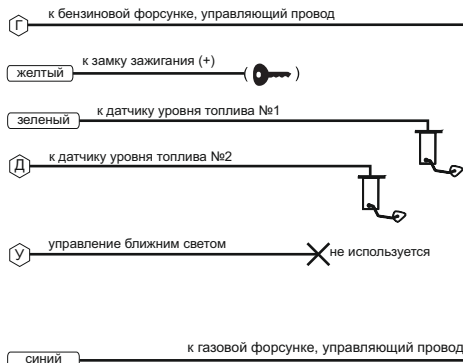 к бензиновой форсунке, управляющий провод
Г
к замку зажигания (+)
желтый ( )
к датчику уровня топлива №1
зеленый
к датчику уровня топлива №2
Д
управление ближним светом
У не используется
к газовой форсунке, управляющий провод
синий